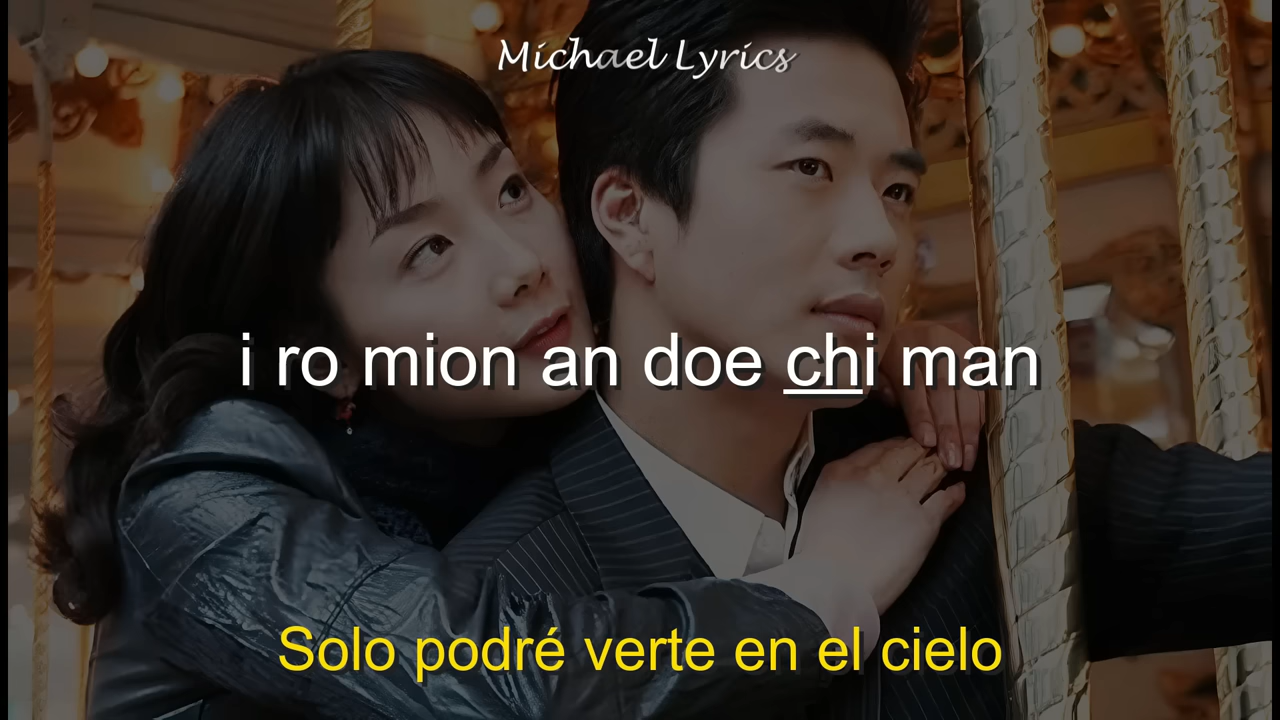 Michael Lyrics
i ro mion an doe chi man
Solo podré verte en el cielo